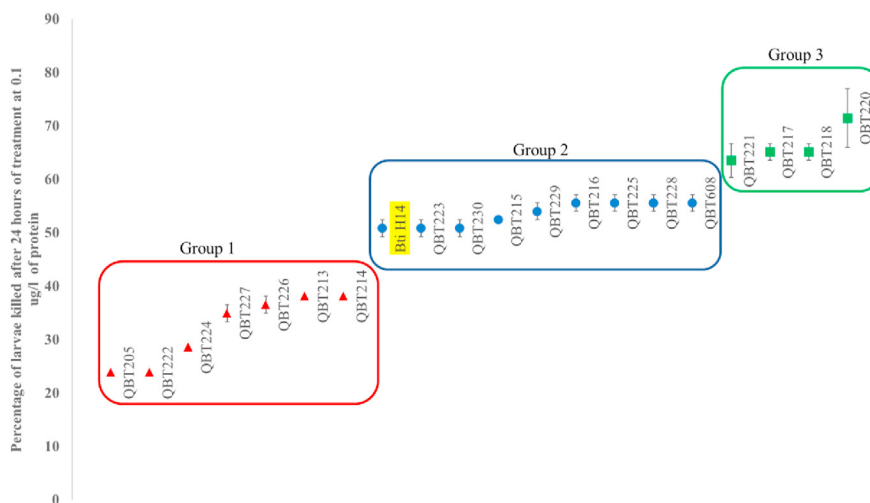 Percentage of larvae killed after 24 hours of treatment at 0.1
ug/l of protein
90
80
70
60
50
40
30
20
10
0
Group 1
QBT205
QBT222
QBT224
QBT227
QBT226
QBT213
QBT214
Group 2
Bti H14
QBT223
QBT230
QBT215
QBT229
QBT216
QBT225
QBT228
QBT608
Group 3
QBT221
QBT217
QBT218
QBT220